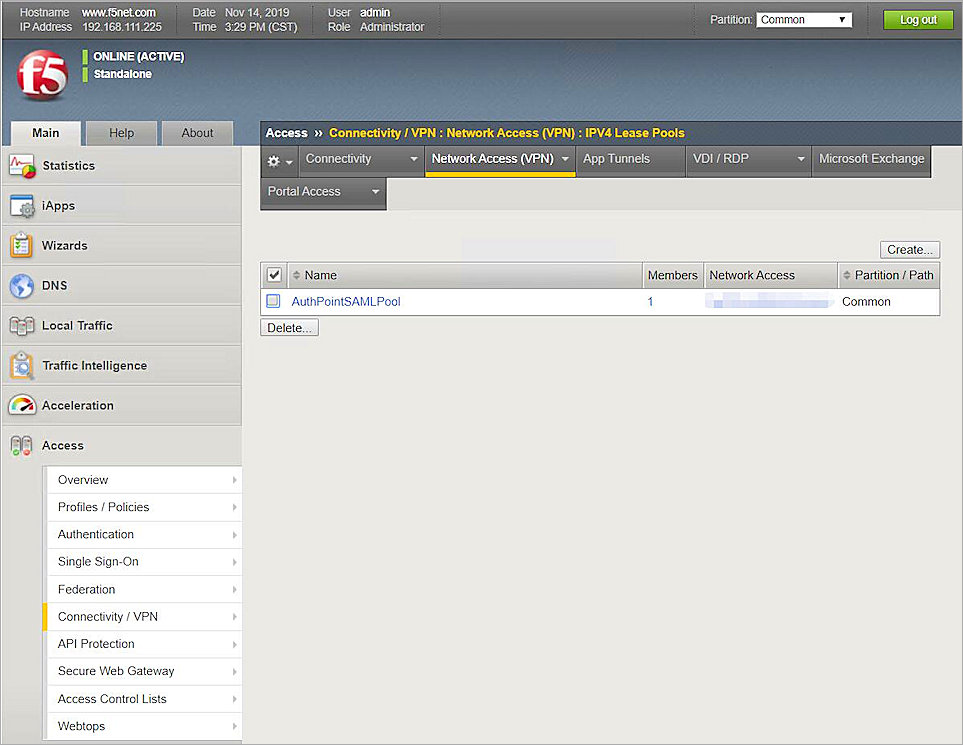 Hostname www.f5net.com Date Nov 14, 2019 User admin Partition: Common Log out
IP Address 192.168.111.225 Time 3:29 PM (CST) Role Administrator
f5
ONLINE (ACTIVE)
Standalone
Main Help About
Access » Connectivity / VPN : Network Access (VPN) : IPV4 Lease Pools
Connectivity Network Access (VPN) App Tunnels VDI / RDP Microsoft Exchange
Portal Access
Statistics
iApps
Wizards
DNS
Local Traffic
Traffic Intelligence
Acceleration
Access
Overview
Profiles / Policies
Authentication
Single Sign-On
Federation
Connectivity / VPN
API Protection
Secure Web Gateway
Access Control Lists
Webtops
Create...
Name Members Network Access Partition / Path
AuthPointSAMLPool 1 Common
Delete...